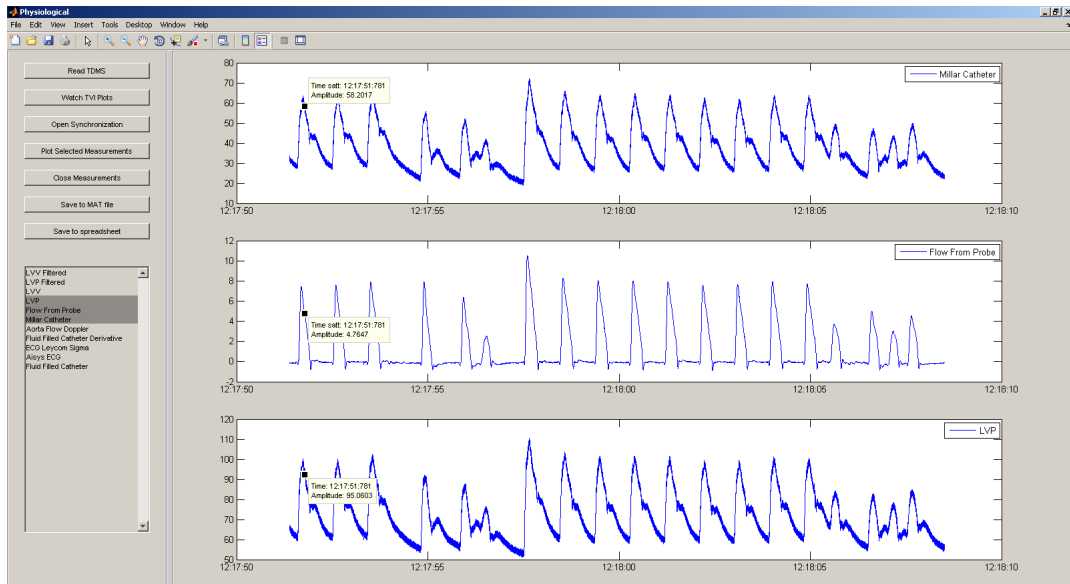 Physiological
File Edit View Insert Tools Desktop Window Help
Read TDMS
Watch TVI Plots
Open Synchronization
Plot Selected Measurements
Close Measurements
Save to MAT file
Save to spreadsheet
LVV Filtered
LVP Filtered
LVV
LVP
Flow From Probe
Millar Catheter
Aorta Flow Doppler
Fluid Filled Catheter Derivative
ECG Leycom Sigma
Aisys ECG
Fluid Filled Catheter
80
70
60
50
40
30
20
10
Time satt: 12:17:51:781
Amplitude: 58.2017
Millar Catheter
12:17:50 12:17:55 12:18:00 12:18:05 12:18:10
12
10
8
6
4
2
0
-2
Time satt: 12:17:51:781
Amplitude: 4.7647
Flow From Probe
12:17:50 12:17:55 12:18:00 12:18:05 12:18:10
120
110
100
90
80
70
60
50
Time: 12:17:51:781
Amplitude: 95.0603
LVP
12:17:50 12:17:55 12:18:00 12:18:05 12:18:10